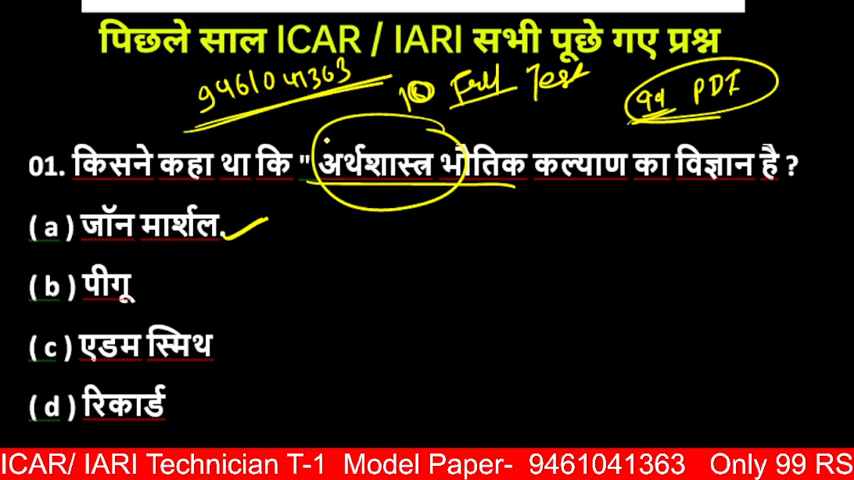 पिछले साल ICAR / IARI सभी पूछे गए प्रश्न
9461041363 10 Full Test 99 PDF
01. किसने कहा था कि " अर्थशास्त्र भौतिक कल्याण का विज्ञान है ?
( a ) जॉन मार्शल.
( b ) पीगू
( c ) एडम स्मिथ
( d ) रिकार्ड
ICAR/ IARI Technician T-1 Model Paper- 9461041363 Only 99 RS